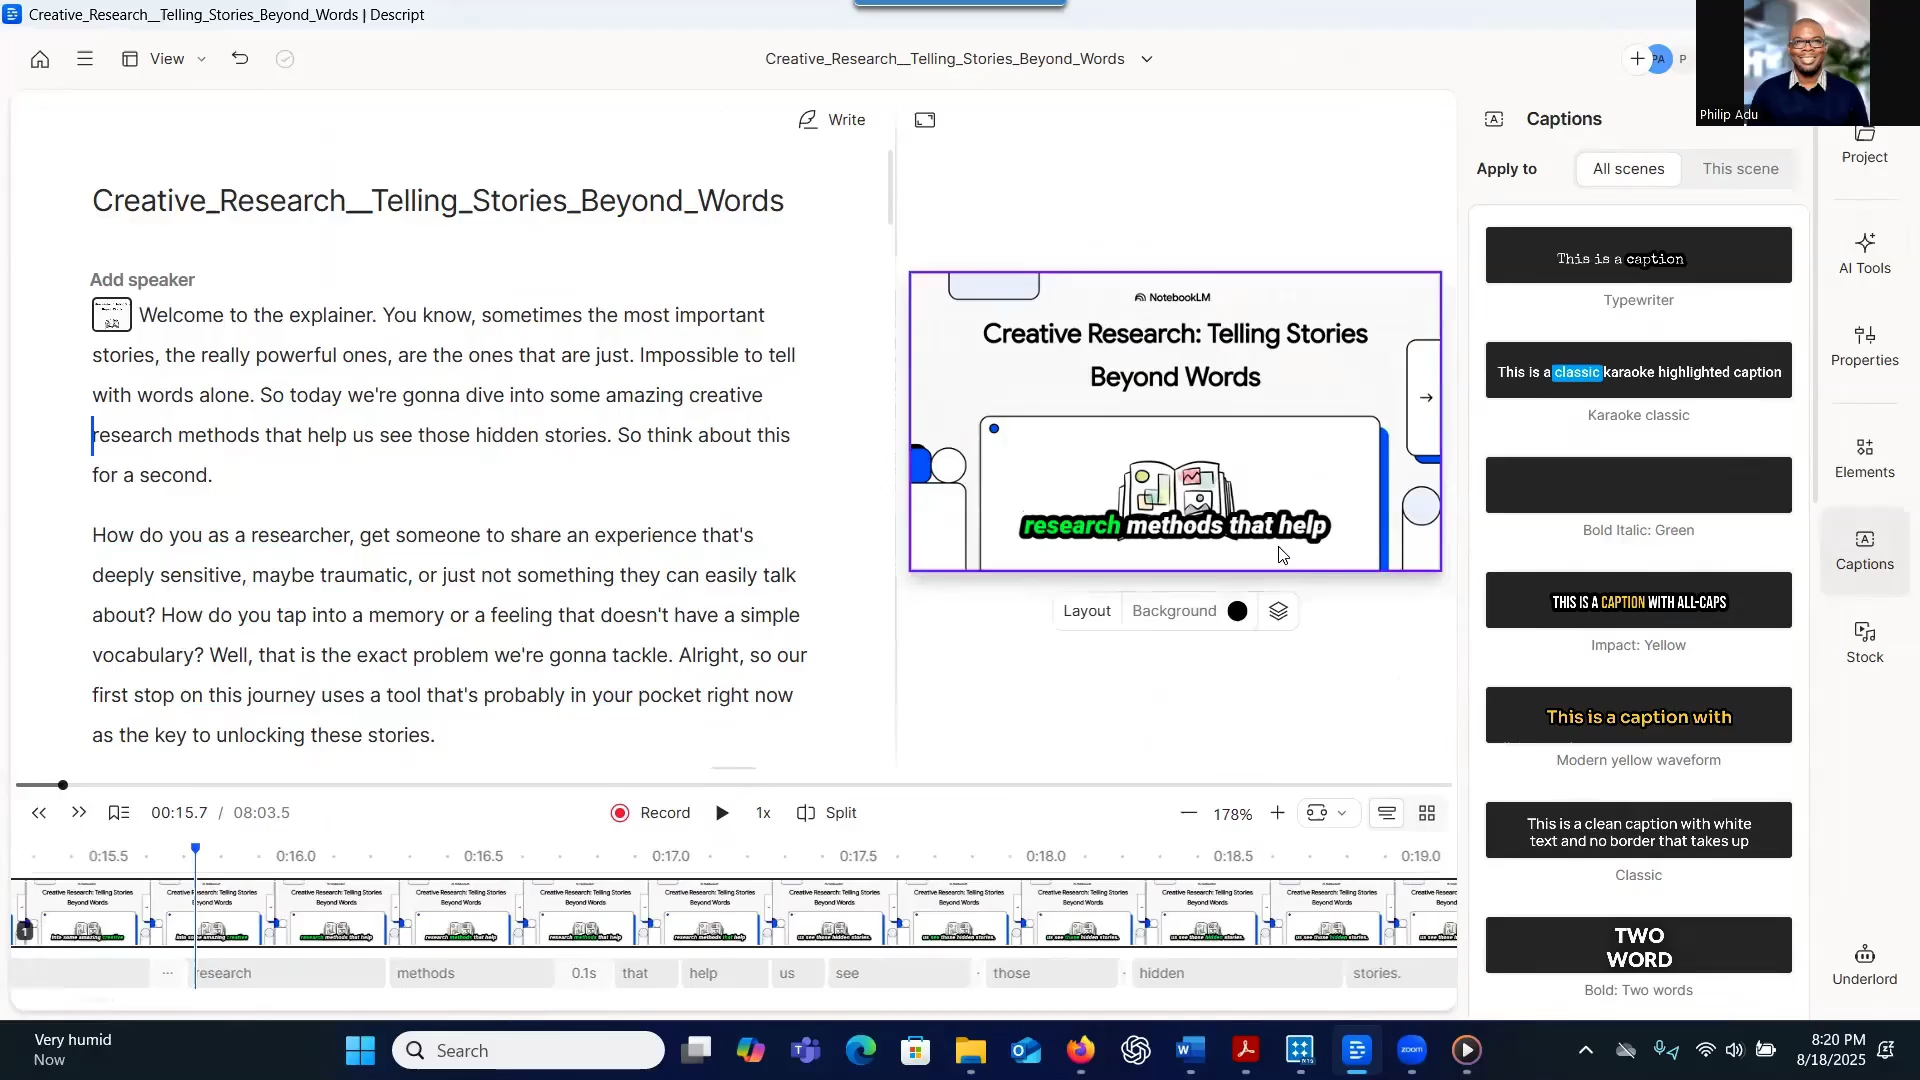 Creative_Research__Telling_Stories_Beyond_Words | Descript
View
Creative_Research__Telling_Stories_Beyond_Words
PA
P
Philip Adu
Write
Creative_Research__Telling_Stories_Beyond_Words
Add speaker
Welcome to the explainer. You know, sometimes the most important
stories, the really powerful ones, are the ones that are just. Impossible to tell
with words alone. So today we're gonna dive into some amazing creative
research methods that help us see those hidden stories. So think about this
for a second.
How do you as a researcher, get someone to share an experience that's
deeply sensitive, maybe traumatic, or just not something they can easily talk
about? How do you tap into a memory or a feeling that doesn't have a simple
vocabulary? Well, that is the exact problem we're gonna tackle. Alright, so our
first stop on this journey uses a tool that's probably in your pocket right now
as the key to unlocking these stories.
NotebookLM
Creative Research: Telling Stories
Beyond Words
research methods that help
Layout
Background
Captions
Apply to
All scenes
This scene
This is a caption
Typewriter
This is a classic karaoke highlighted caption
Karaoke classic
Bold Italic: Green
THIS IS A CAPTION WITH ALL-CAPS
Impact: Yellow
This is a caption with
Modern yellow waveform
This is a clean caption with white
text and no border that takes up
Classic
TWO
WORD
Bold: Two words
Project
AI Tools
Properties
Elements
Captions
Stock
Underlord
00:15.7 / 08:03.5
Record
1x
Split
178%
0:15.5
0:16.0
0:16.5
0:17.0
0:17.5
0:18.0
0:18.5
0:19.0
1
... research methods 0.1s that help us see those hidden stories.
Very humid
Now
Search
8:20 PM
8/18/2025